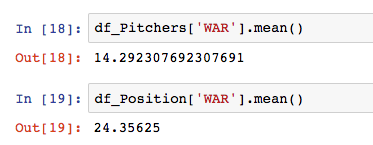 In [18]: df_Pitchers['WAR'].mean()
Out[18]: 14.292307692307691
In [19]: df_Position['WAR'].mean()
Out[19]: 24.35625